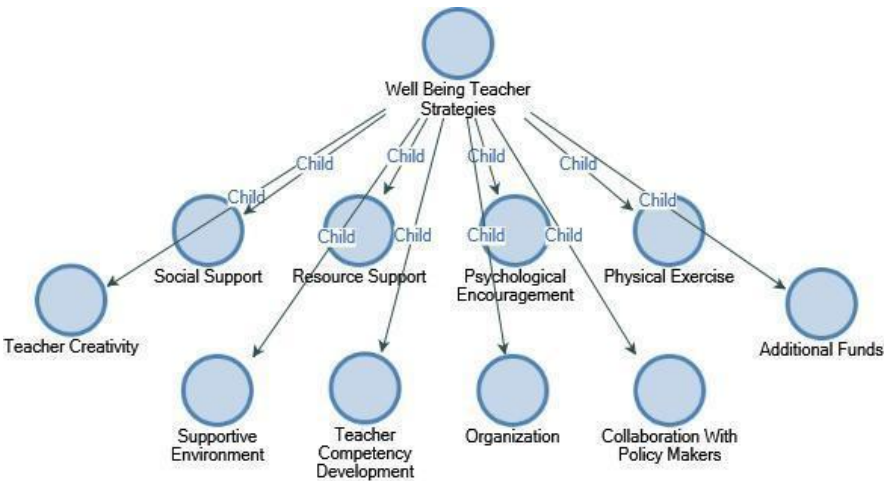 Well Being Teacher
Strategies
Child
Child
Child
Child
Child
Child
Child
Child
Child
Child
Social Support
Resource Support
Psychological
Encouragement
Physical Exercise
Teacher Creativity
Additional Funds
Supportive
Environment
Teacher
Competency
Development
Organization
Collaboration With
Policy Makers